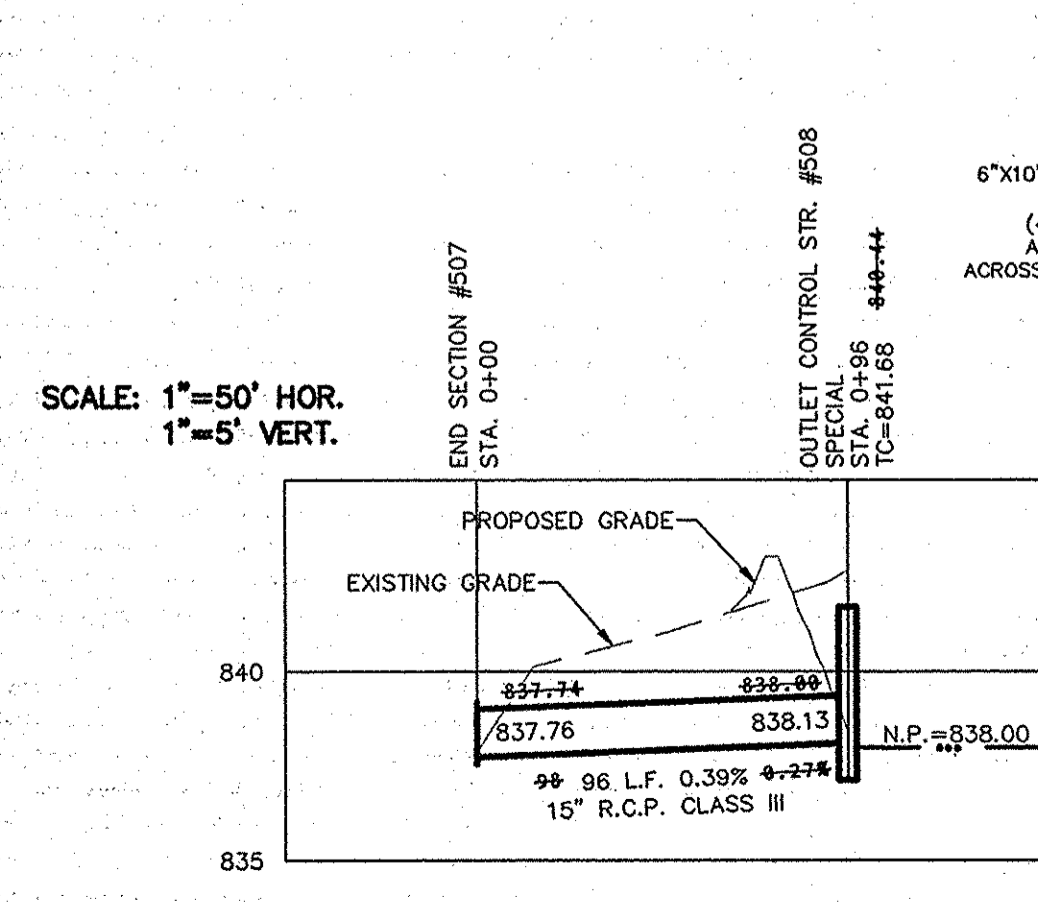 6"X10'
(4
A
ACROSS
OUTLET CONTROL STR. #508
SPECIAL
STA. 0+96 840.44
TC=841.68
END SECTION #507
STA. 0+00
SCALE: 1"=50' HOR.
1"=5' VERT.
PROPOSED GRADE
EXISTING GRADE
840
837.74 838.00
837.76 838.13
N.P.=838.00
98 96 L.F. 0.39% 0.27%
15" R.C.P. CLASS III
835